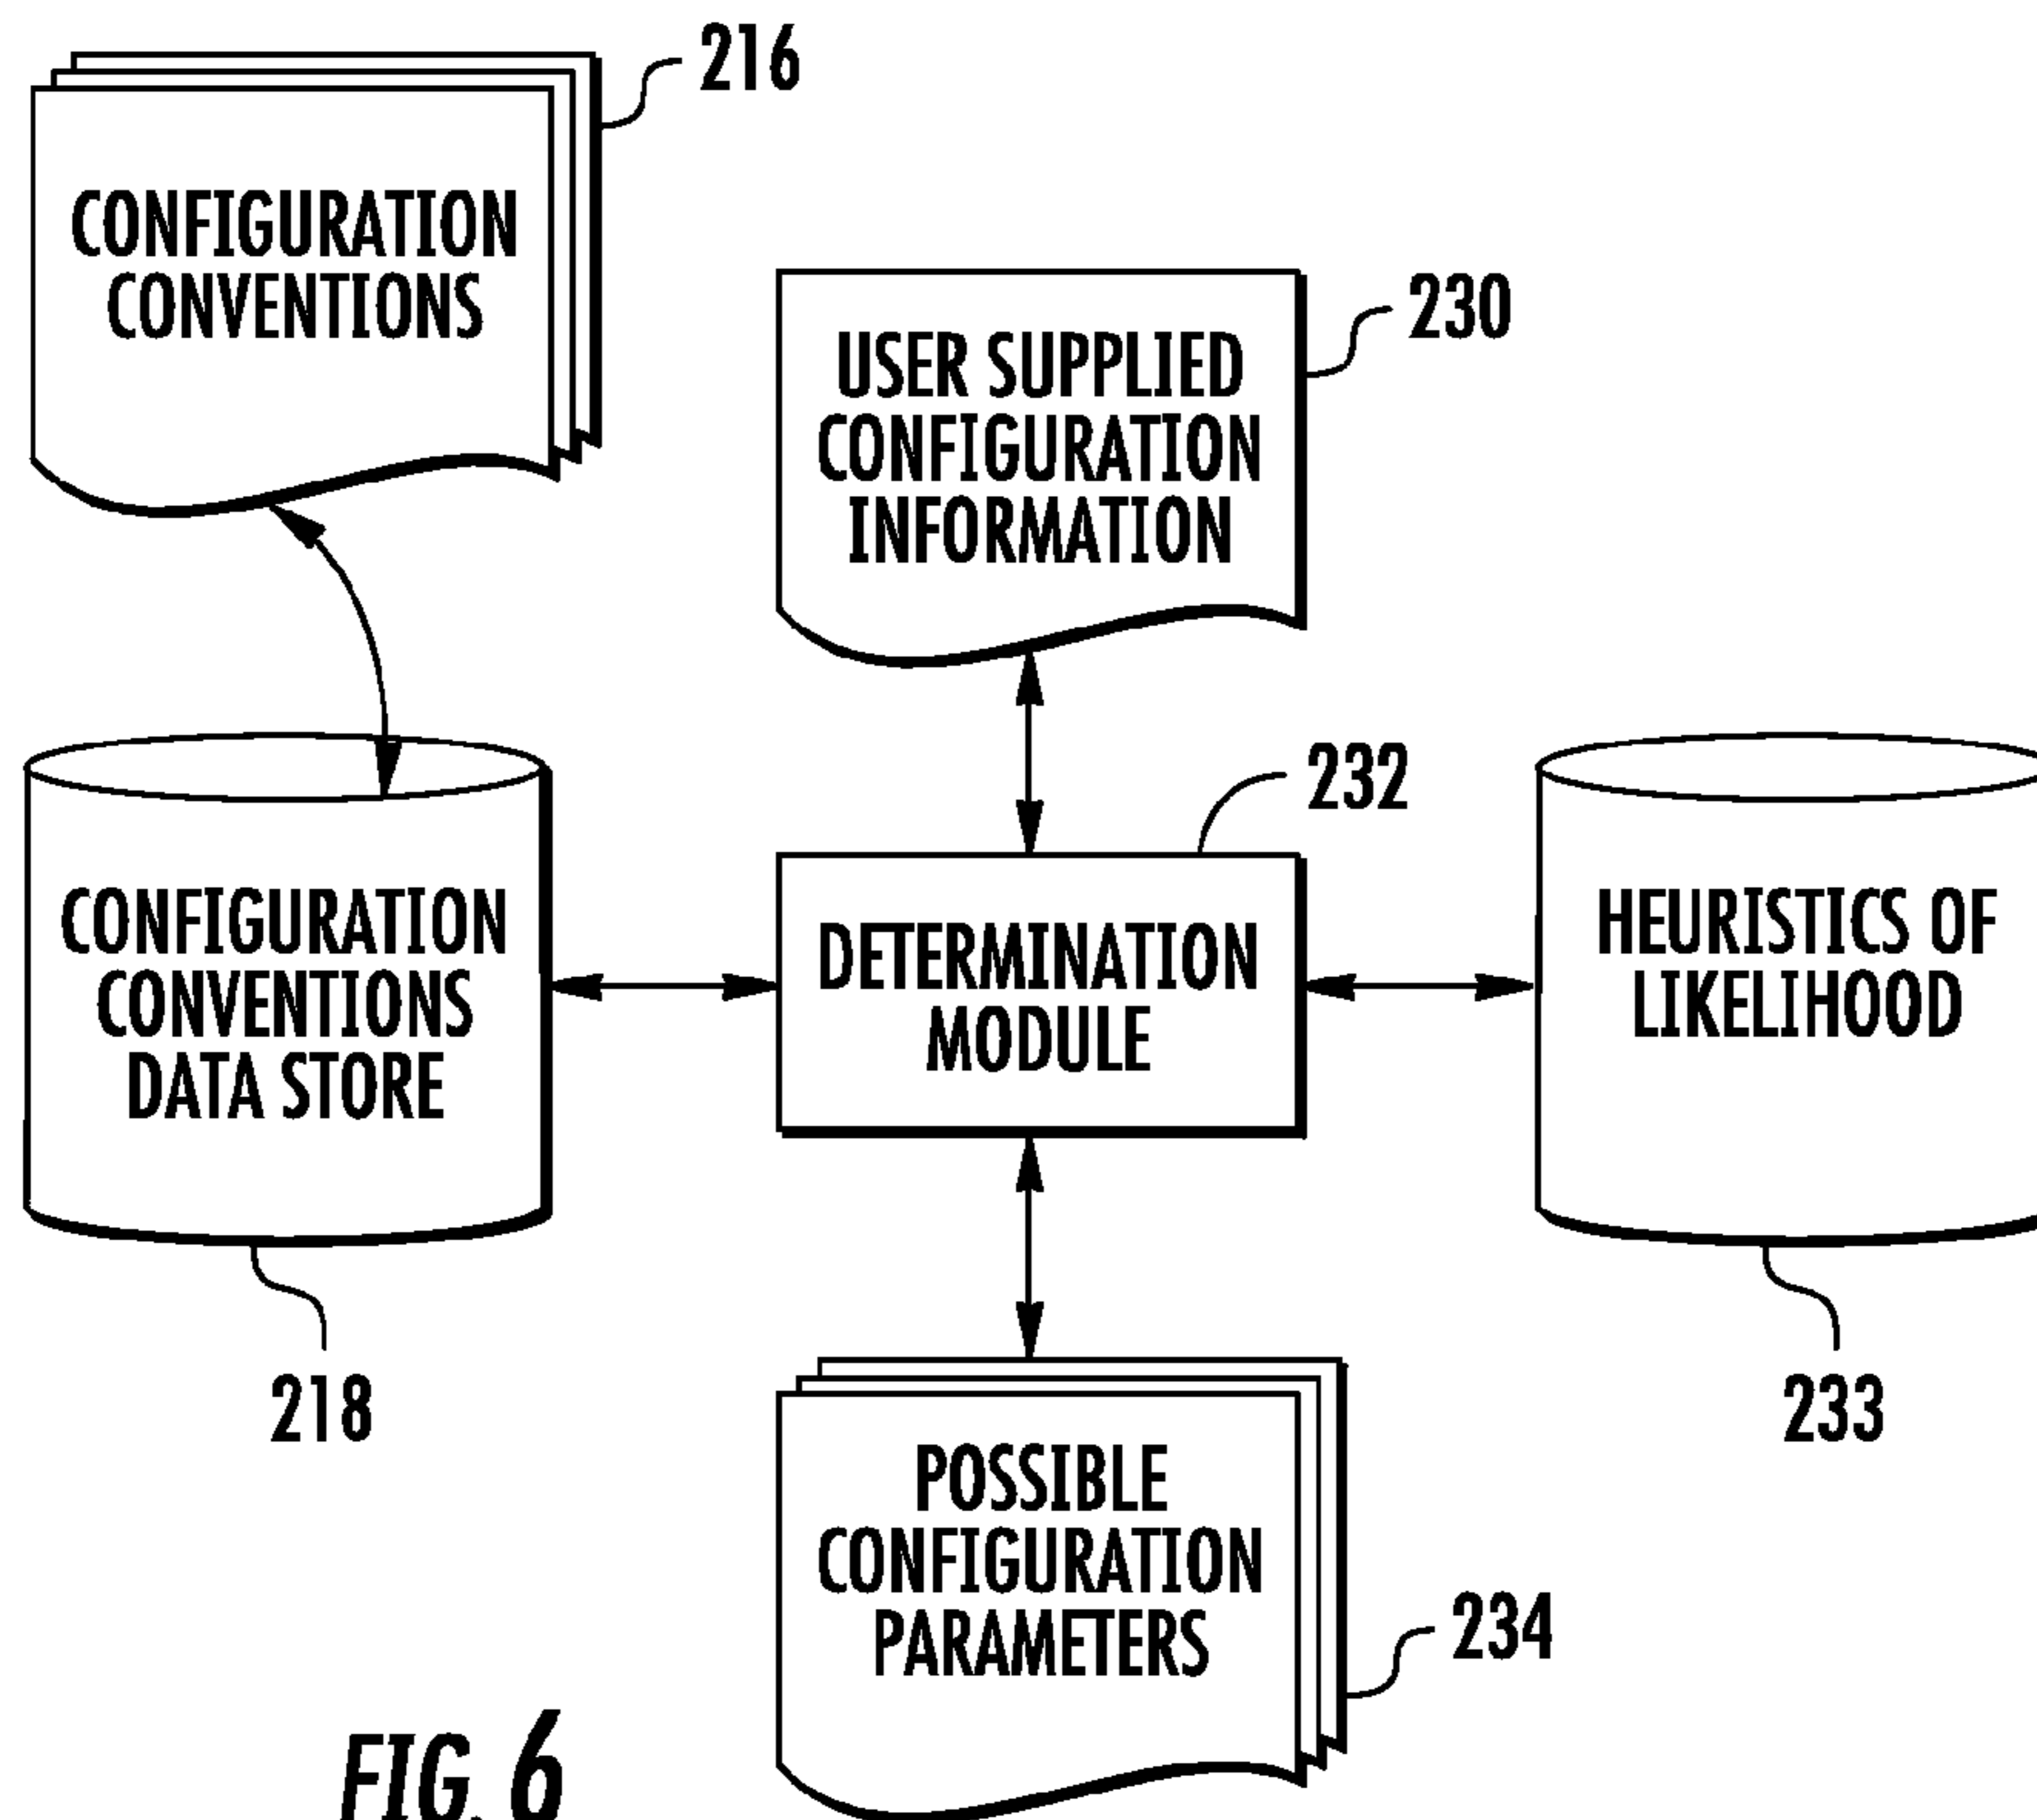 216
CONFIGURATION
CONVENTIONS
230
USER SUPPLIED
CONFIGURATION
INFORMATION
232
CONFIGURATION
CONVENTIONS
DATA STORE
DETERMINATION
MODULE
HEURISTICS OF
LIKELIHOOD
218
233
POSSIBLE
CONFIGURATION
PARAMETERS
234
FIG. 6